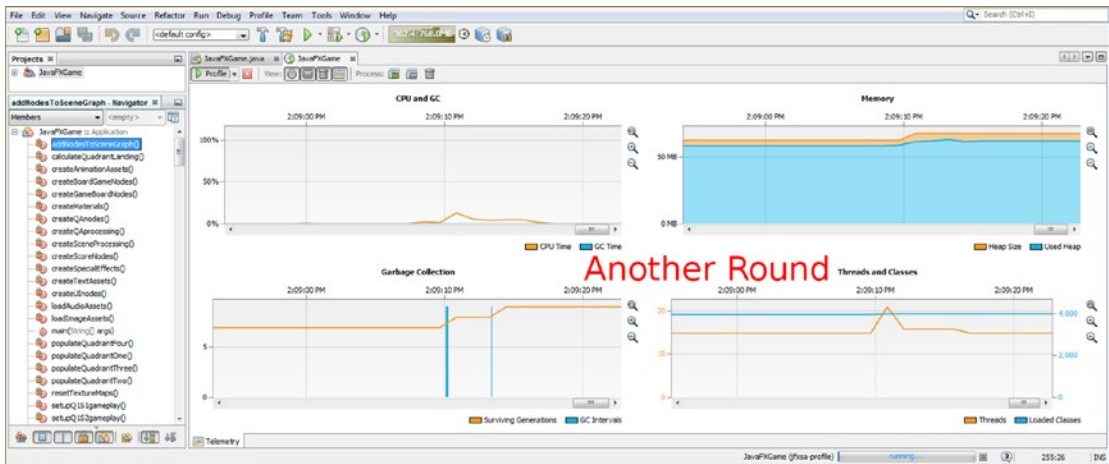 File Edit View Navigate Source Refactor Run Debug Profile Team Tools Window Help
Search (Ctrl+I)
<default config>
Projects
JavaFXGame
JavaFXGame.java
JavaFXGame
Profile
View:
Process:
addNodesToSceneGraph - Navigator
Members
<empty>
JavaFXGame :: Application
addNodesToSceneGraph()
calculateQuadrantLanding()
createAnimationAssets()
createBoardGameNodes()
createGameBoardNodes()
createMaterials()
createQAnodes()
createQAprocessing()
createSceneProcessing()
createScoreNodes()
createSpecialEffects()
createTextAssets()
createUInodes()
loadAudioAssets()
loadImageAssets()
main(String[] args)
populateQuadrantFour()
populateQuadrantOne()
populateQuadrantThree()
populateQuadrantTwo()
resetTextureMaps()
setupQ1S1gameplay()
setupQ1S2gameplay()
CPU and GC
2:09:00 PM 2:09:10 PM 2:09:20 PM
100%
50%
0%
CPU Time GC Time
Memory
2:09:00 PM 2:09:10 PM 2:09:20 PM
50 MB
0 MB
Heap Size Used Heap
Another Round
Garbage Collection
2:09:00 PM 2:09:10 PM 2:09:20 PM
5
0
Surviving Generations GC Intervals
Threads and Classes
2:09:00 PM 2:09:10 PM 2:09:20 PM
20 4,000
10 2,000
0 0
Threads Loaded Classes
Telemetry
JavaFXGame (jfxsa-profile) running... 255:26 INS